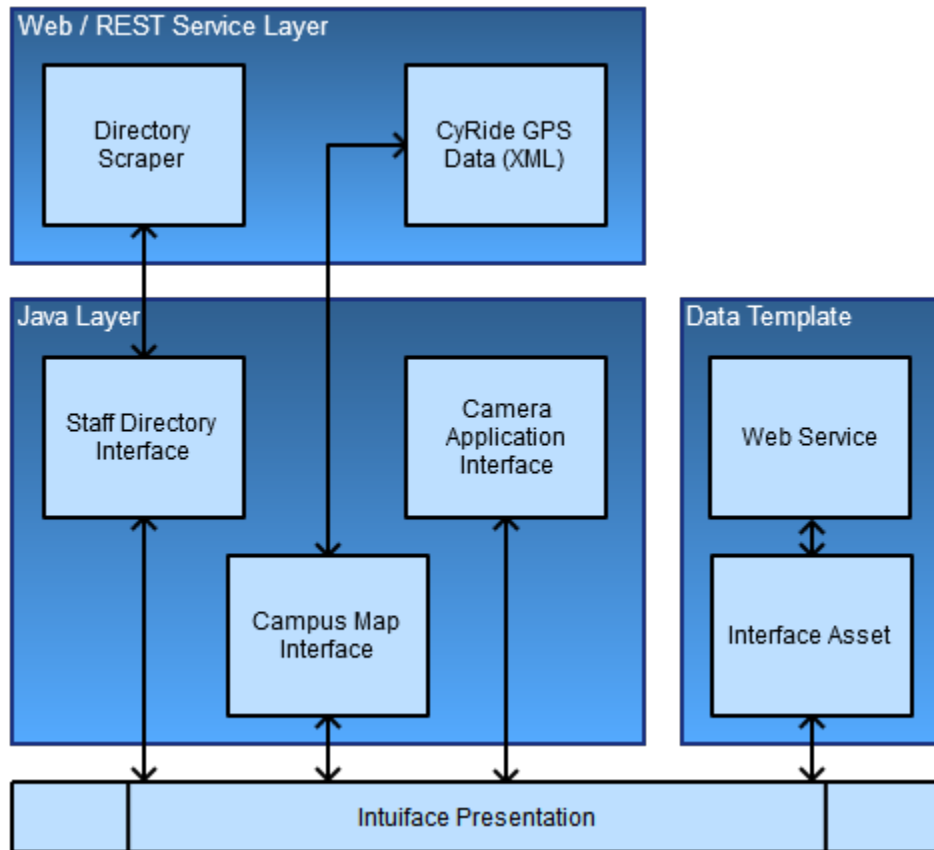 Web / REST Service Layer
Directory
Scraper
CyRide GPS
Data (XML)
Java Layer
Staff Directory
Interface
Camera
Application
Interface
Campus Map
Interface
Data Template
Web Service
Interface Asset
Intuiface Presentation